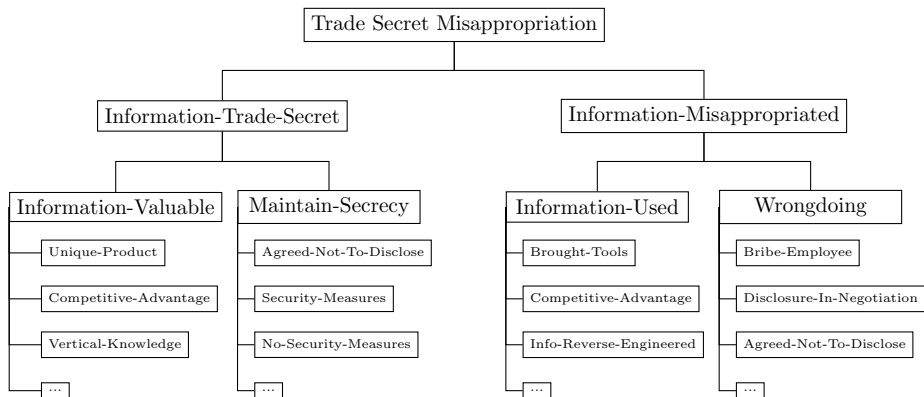 Trade Secret Misappropriation
Information-Trade-Secret
Information-Misappropriated
Information-Valuable
Maintain-Secrecy
Information-Used
Wrongdoing
Unique-Product
Agreed-Not-To-Disclose
Brought-Tools
Bribe-Employee
Competitive-Advantage
Security-Measures
Competitive-Advantage
Disclosure-In-Negotiation
Vertical-Knowledge
No-Security-Measures
Info-Reverse-Engineered
Agreed-Not-To-Disclose
...
...
...
...